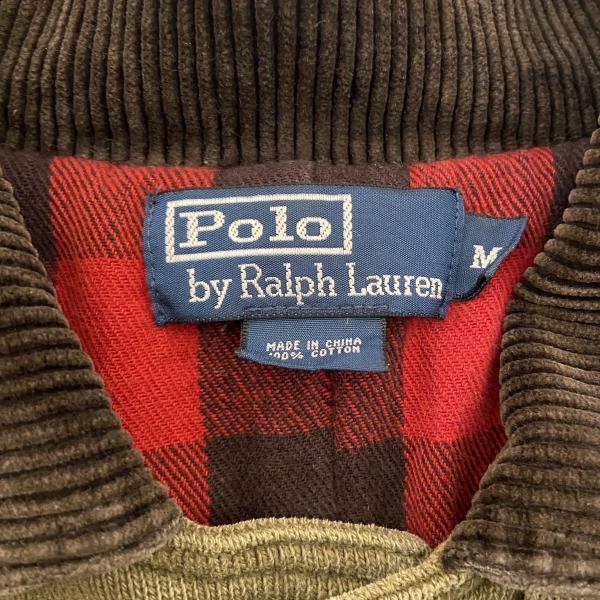 Polo
by Ralph Lauren
M
MADE IN CHINA
100% COTTON